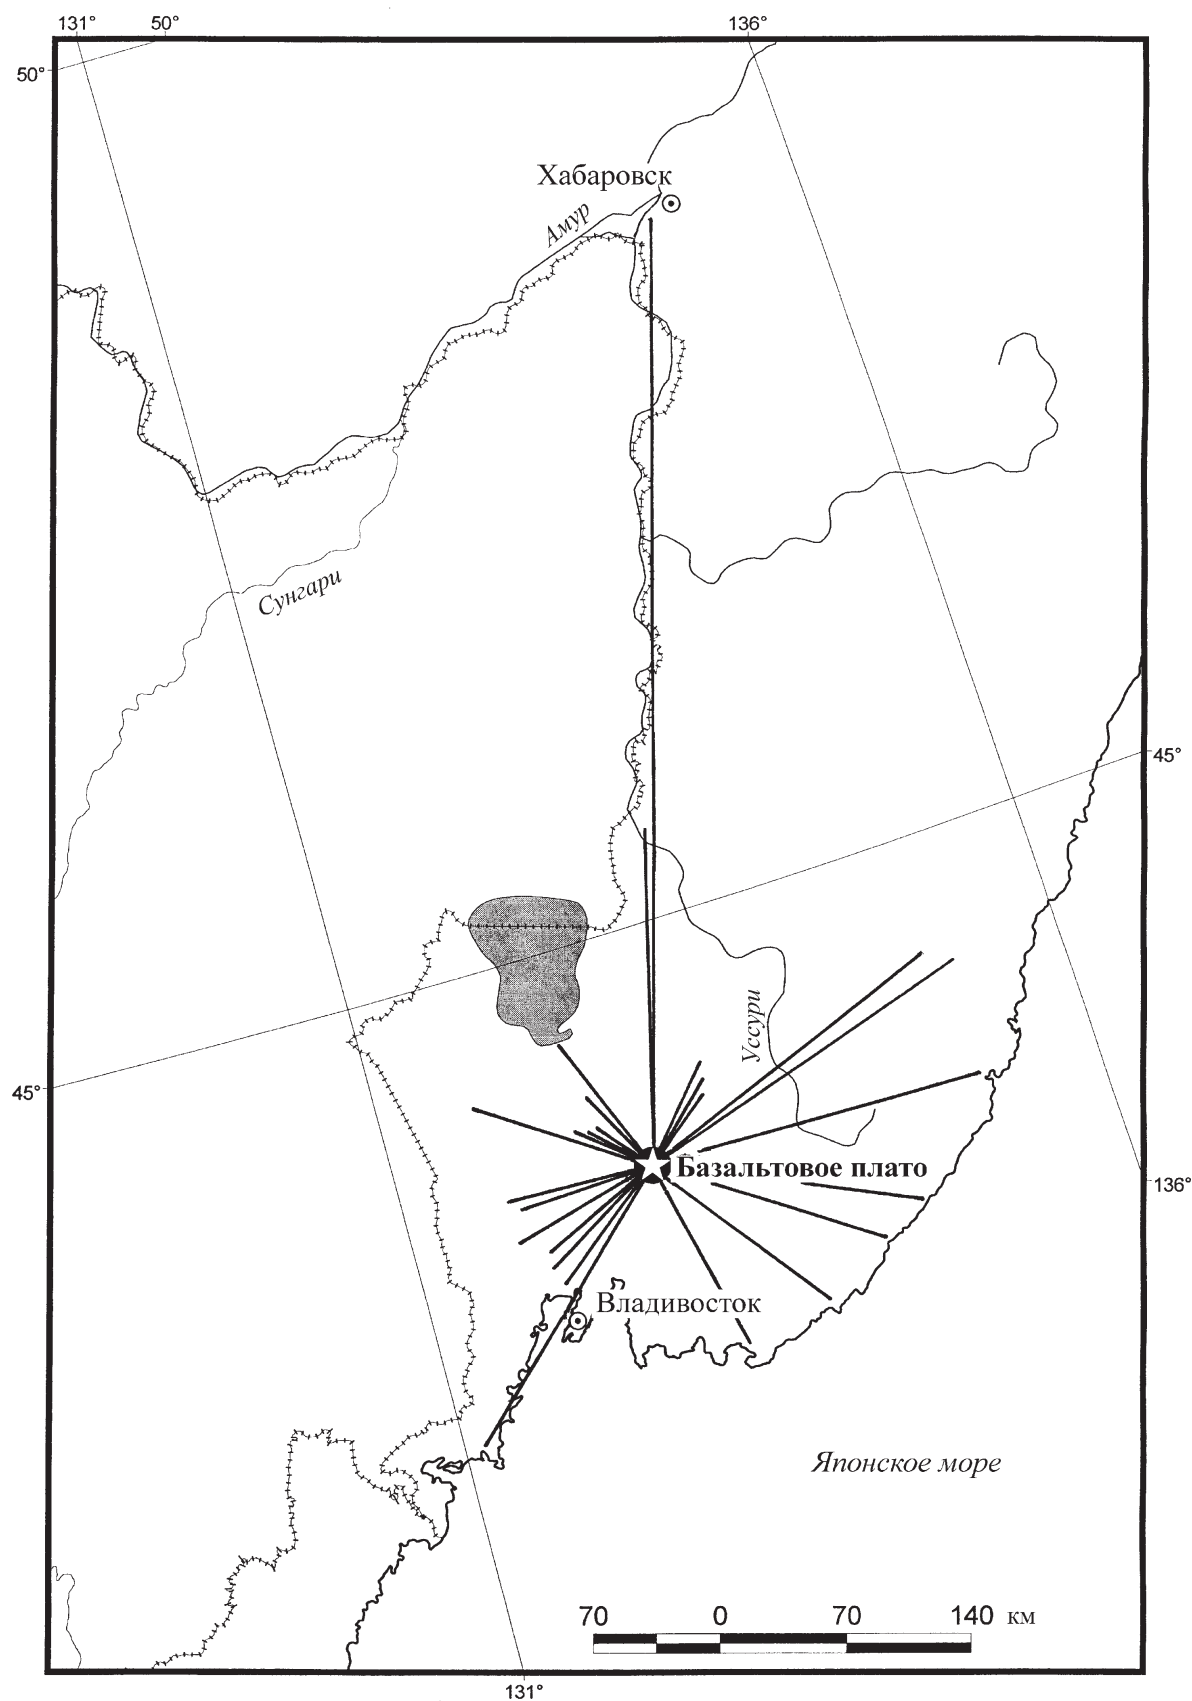 131° 50° 136°
50°
Хабаровск
Амур
Сунгари
45°
Уссури
45°
Базальтовое плато
136°
Владивосток
Японское море
70 0 70 140 км
131°